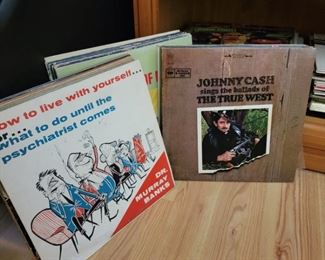 ow to live with yourself...
or....
what to do until the
psychiatrist comes
DR.
MURRAY
BANKS
OF
JOHNNY CASH
sings the ballads of
THE TRUE WEST